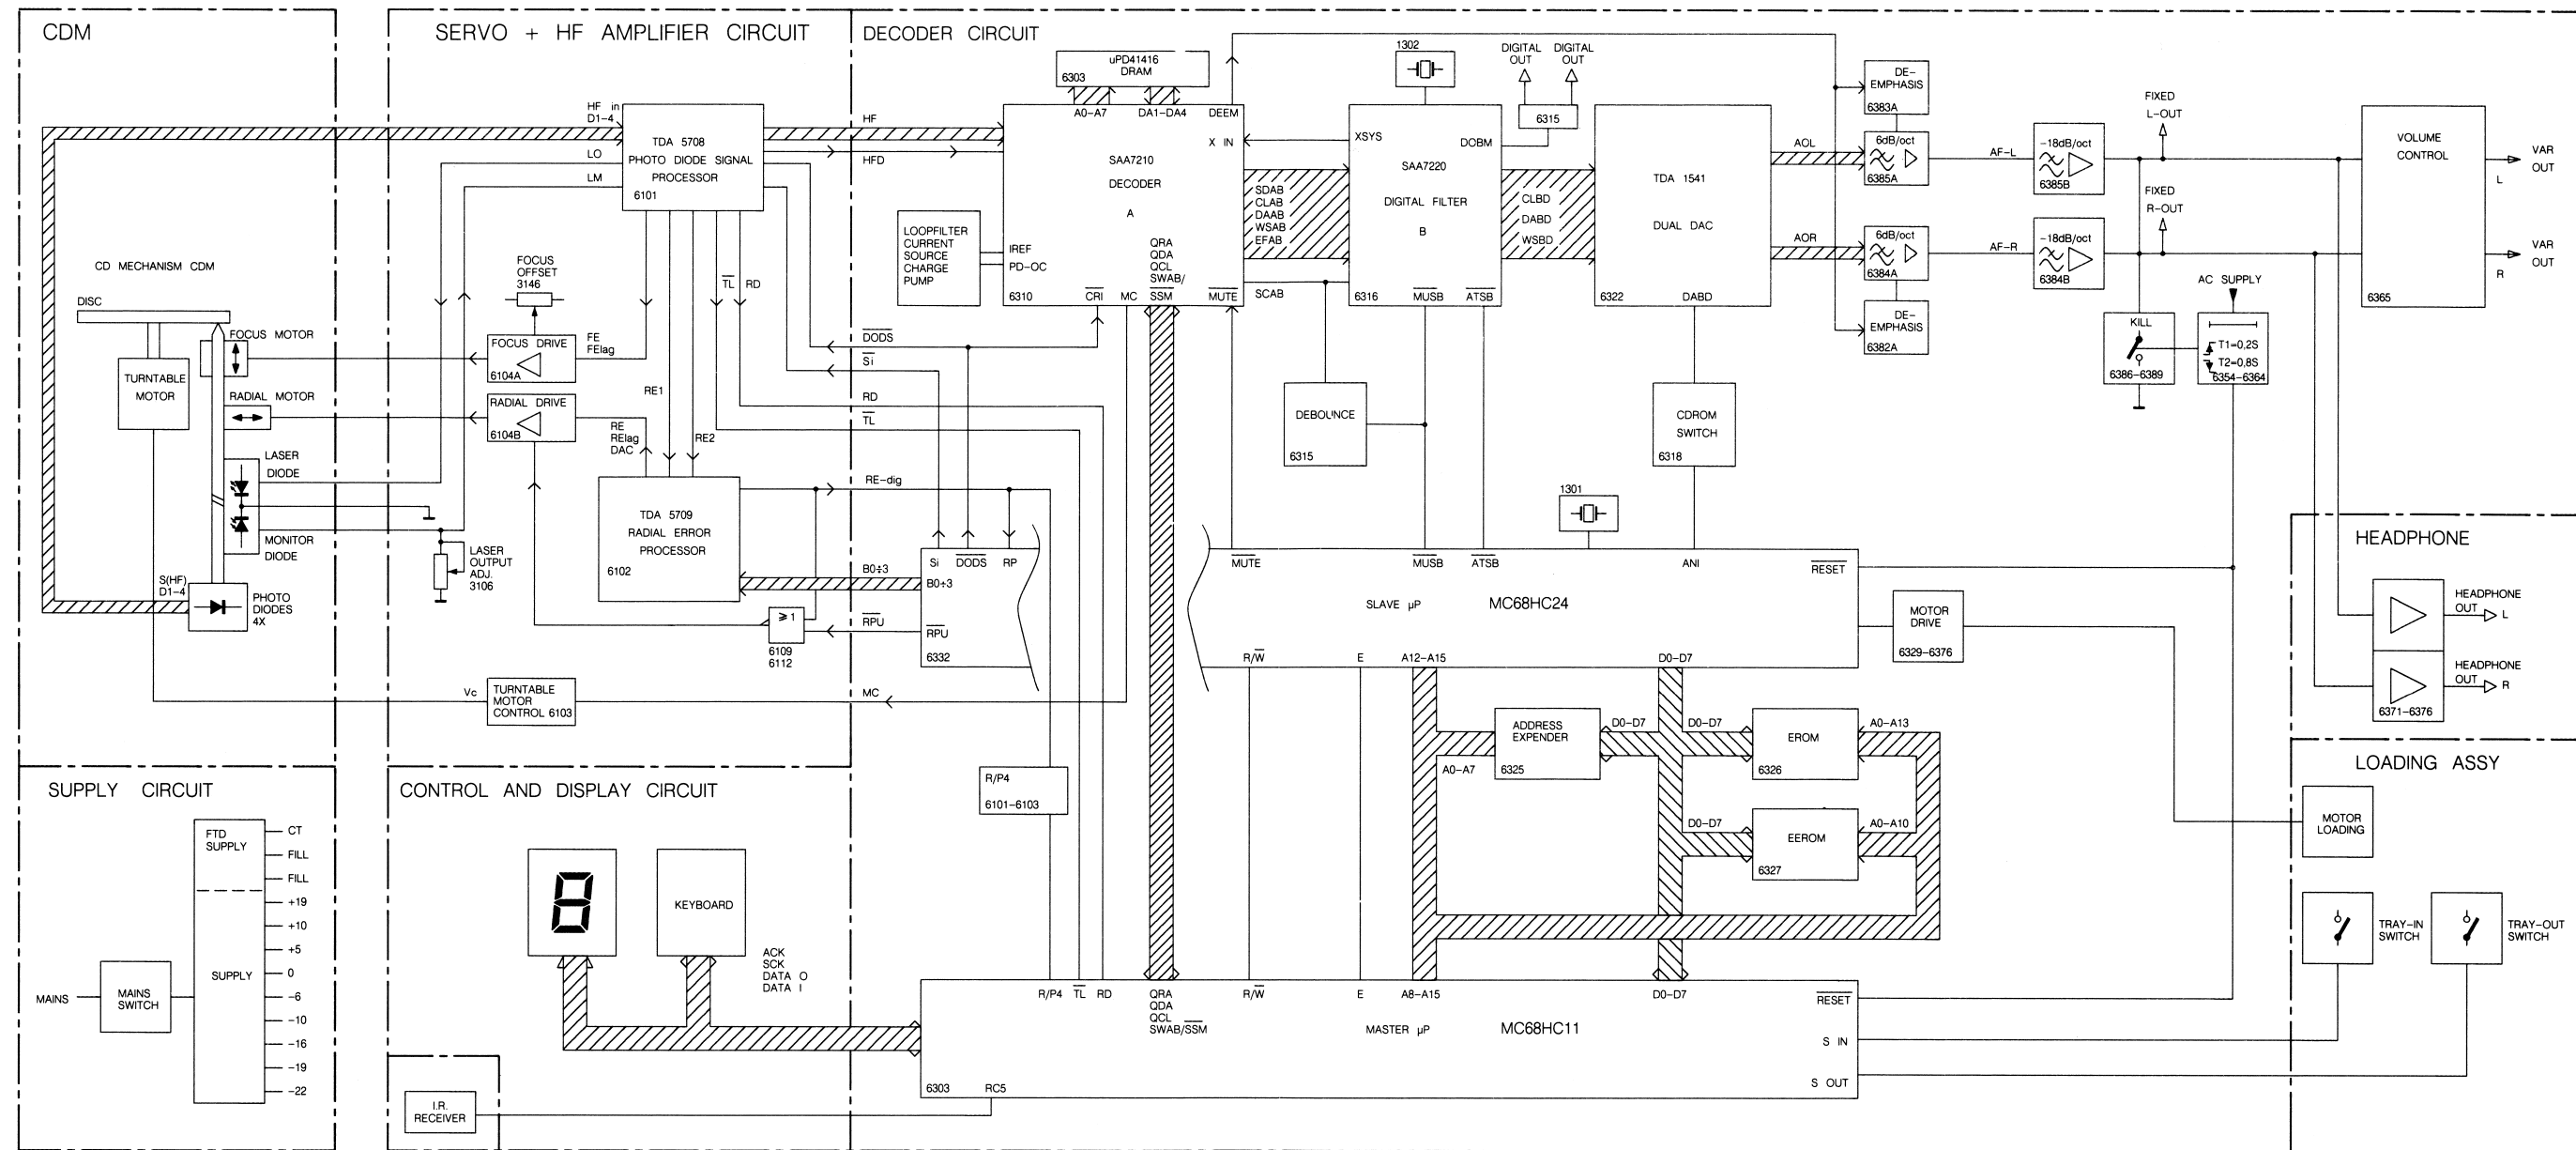 CDM
SERVO + HF AMPLIFIER CIRCUIT
DECODER CIRCUIT
CD MECHANISM CDM
DISC
FOCUS MOTOR
TURNTABLE
MOTOR
RADIAL MOTOR
LASER
DIODE
MONITOR
DIODE
S(HF)
D1-4
PHOTO
DIODES
4X
HF in
D1-4
LO
LM
TDA 5708
PHOTO DIODE SIGNAL
PROCESSOR
6101
FOCUS
OFFSET
3146
FOCUS DRIVE
6104A
FE
FElag
RADIAL DRIVE
6104B
RE
RElag
DAC
RE1
RE2
TL
RD
TDA 5709
RADIAL ERROR
PROCESSOR
6102
LASER
OUTPUT
ADJ.
3106
≥1
6109
6112
Vc
TURNTABLE
MOTOR
CONTROL 6103
HF
HFD
DODS
Si
RD
TL
RE-dig
B0÷3
RPU
MC
uPD41416
DRAM
6303
A0-A7
DA1-DA4
DEEM
X IN
SAA7210
DECODER
A
LOOPFILTER
CURRENT
SOURCE
CHARGE
PUMP
IREF
PD-OC
QRA
QDA
QCL
SWAB/
SSM
6310
CRI
MC
MUTE
SDAB
CLAB
DAAB
WSAB
EFAB
SCAB
1302
XSYS
DOBM
SAA7220
DIGITAL FILTER
B
6316
MUSB
ATSB
DIGITAL
OUT
DIGITAL
OUT
6315
CLBD
DABD
WSBD
TDA 1541
DUAL DAC
6322
DABD
AOL
AOR
DE-
EMPHASIS
6383A
6dB/oct
6385A
6dB/oct
6384A
DE-
EMPHASIS
6382A
AF-L
AF-R
-18dB/oct
6385B
-18dB/oct
6384B
FIXED
L-OUT
FIXED
R-OUT
AC SUPPLY
KILL
6386-6389
T1=0,2S
T2=0,8S
6354-6364
VOLUME
CONTROL
6365
VAR
OUT
L
VAR
OUT
R
DEBOUNCE
6315
CDROM
SWITCH
6318
1301
Si
DODS
RP
B0÷3
RPU
6332
MUTE
MUSB
ATSB
ANI
RESET
SLAVE µP
MC68HC24
R/W
E
A12-A15
D0-D7
MOTOR
DRIVE
6329-6376
HEADPHONE
HEADPHONE
OUT
L
HEADPHONE
OUT
R
6371-6376
ADDRESS
EXPENDER
6325
A0-A7
D0-D7
D0-D7
EROM
6326
A0-A13
D0-D7
EEROM
6327
A0-A10
R/P4
6101-6103
LOADING ASSY
MOTOR
LOADING
TRAY-IN
SWITCH
TRAY-OUT
SWITCH
SUPPLY CIRCUIT
FTD
SUPPLY
CT
FILL
FILL
+19
+10
+5
0
-6
-10
-16
-19
-22
SUPPLY
MAINS
MAINS
SWITCH
CONTROL AND DISPLAY CIRCUIT
8
KEYBOARD
ACK
SCK
DATA O
DATA I
I.R.
RECEIVER
R/P4
TL
RD
QRA
QDA
QCL
SWAB/SSM
R/W
E
A8-A15
D0-D7
RESET
MASTER µP
MC68HC11
S IN
S OUT
6303
RC5